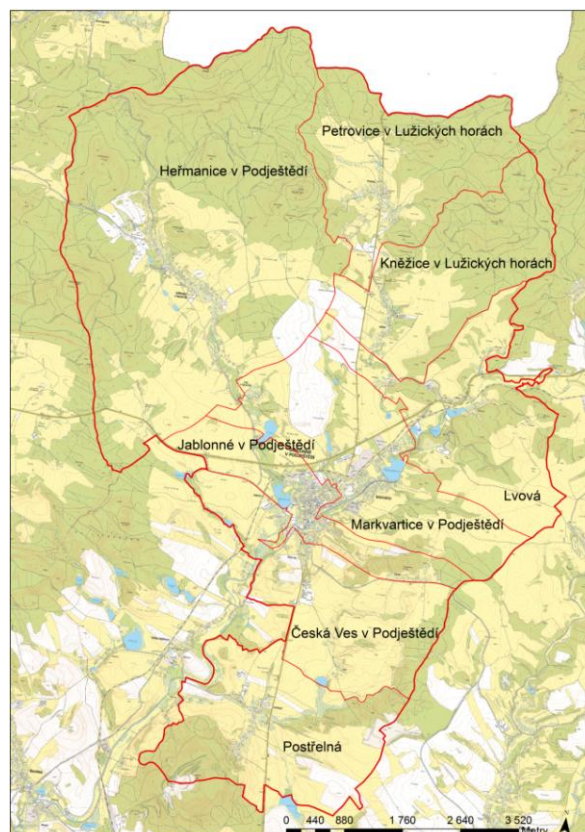 Petrovice v Lužických horách
Heřmanice v Podještědí
Kněžice v Lužických horách
Jablonné v Podještědí
Lvová
Markvartice v Podještědí
Česká Ves v Podještědí
Postřelná
0 440 880 1 760 2 640 3 520
Metry